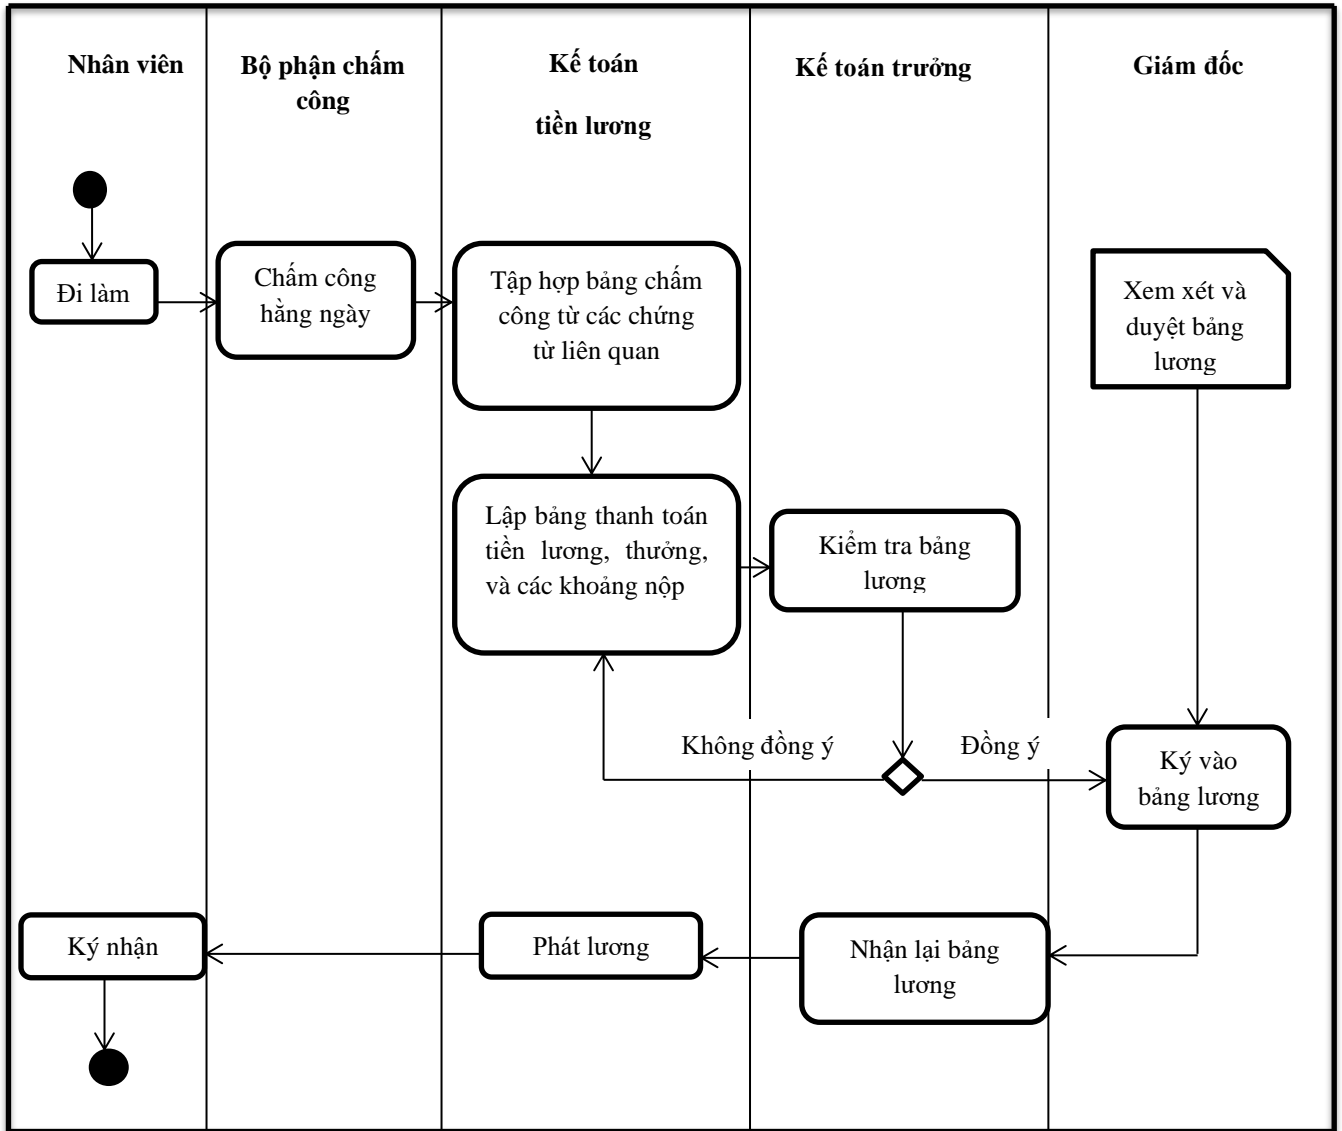 Nhân viên
Bộ phận chấm
công
Kế toán
tiền lương
Kế toán trưởng
Giám đốc
Đi làm
Chấm công
hằng ngày
Tập hợp bảng chấm
công từ các chứng
từ liên quan
Xem xét và
duyệt bảng
lương
Lập bảng thanh toán
tiền lương, thưởng,
và các khoảng nộp
Kiểm tra bảng
lương
Không đồng ý
Đồng ý
Ký vào
bảng lương
Ký nhận
Phát lương
Nhận lại bảng
lương